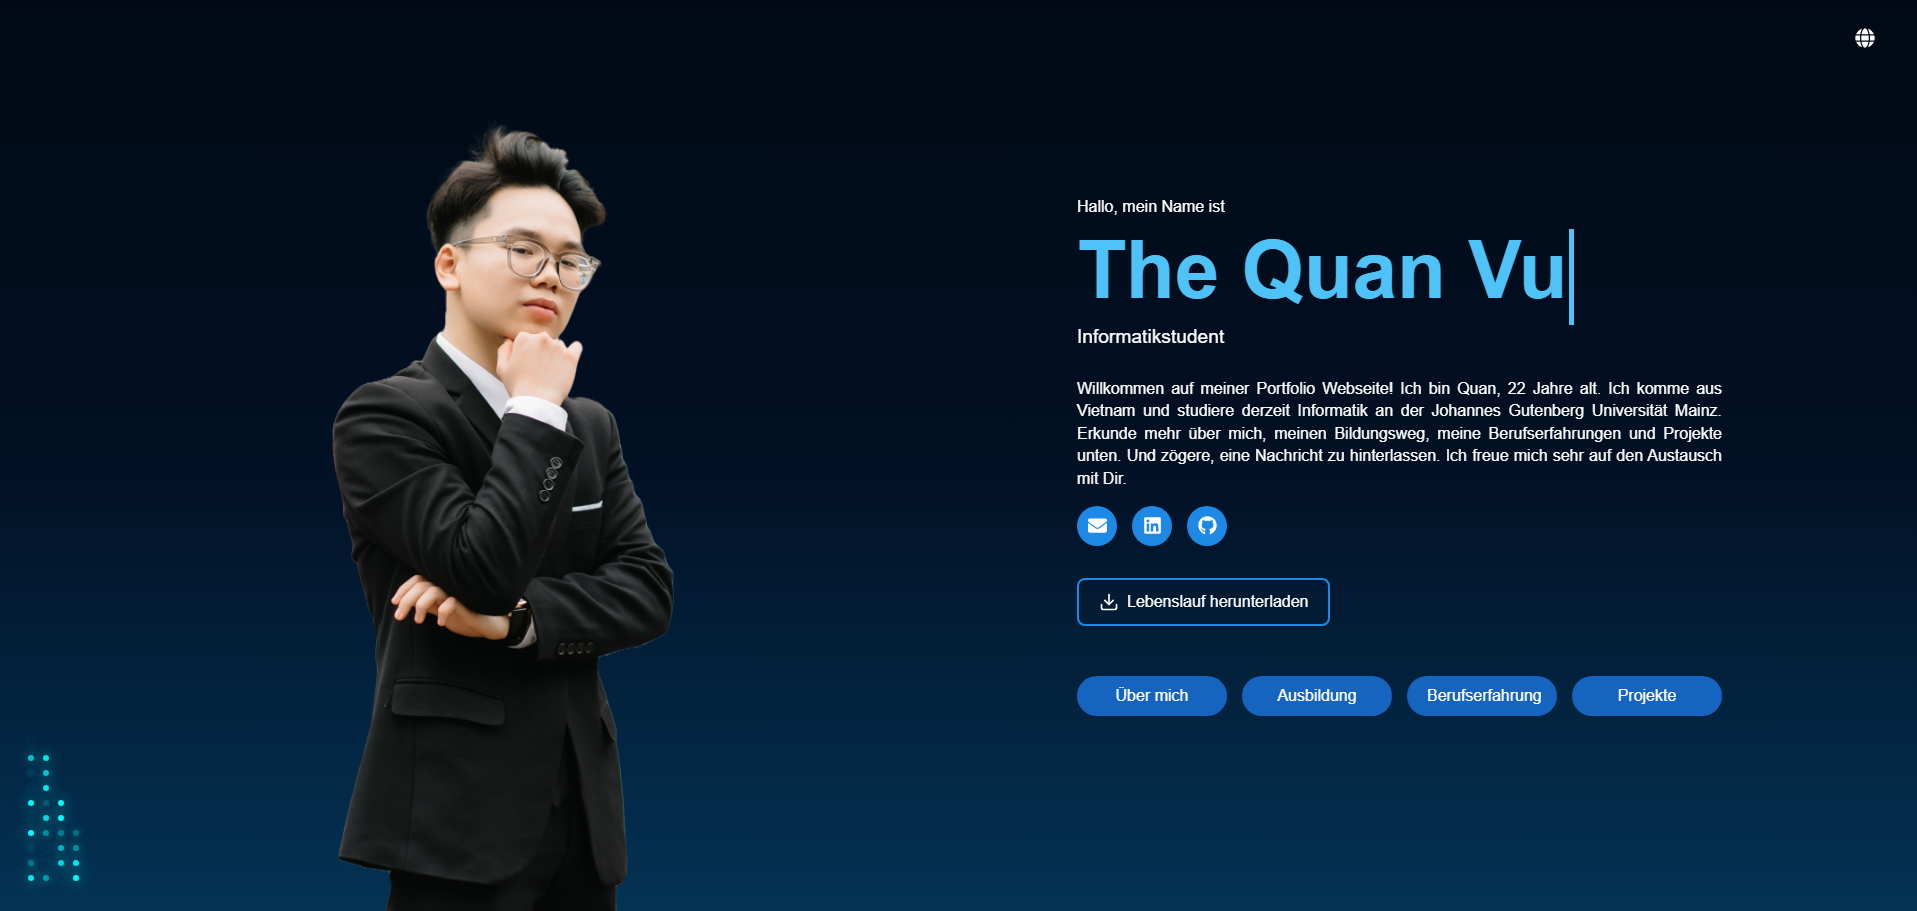 Hallo, mein Name ist
The Quan Vu
Informatikstudent
Willkommen auf meiner Portfolio Webseite! Ich bin Quan, 22 Jahre alt. Ich komme aus
Vietnam und studiere derzeit Informatik an der Johannes Gutenberg Universität Mainz.
Erkunde mehr über mich, meinen Bildungsweg, meine Berufserfahrungen und Projekte
unten. Und zögere, eine Nachricht zu hinterlassen. Ich freue mich sehr auf den Austausch
mit Dir.
Lebenslauf herunterladen
Über mich
Ausbildung
Berufserfahrung
Projekte